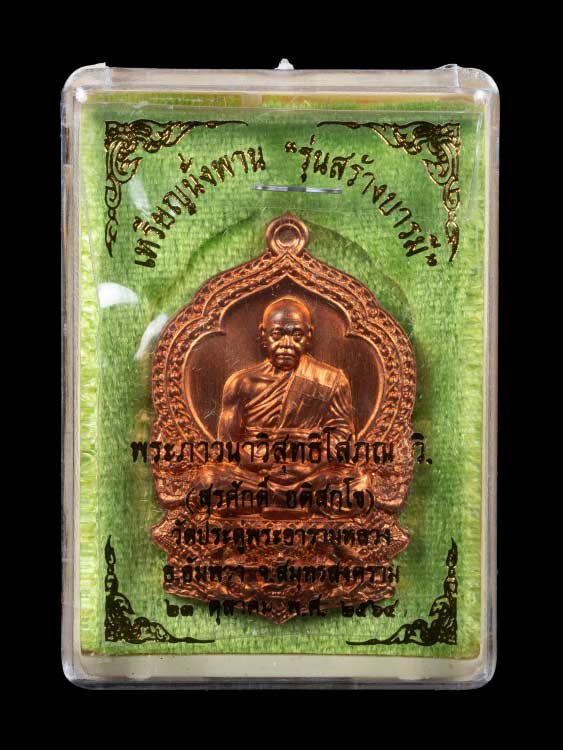 เหรียญนั่งพาน "รุ่นสร้างบารมี"
พระภาวนาวิสุทธิโสภณ วิ.
(สุรศักดิ์ อติสกฺโข)
วัดประดู่พระอารามหลวง
อ.อัมพวา จ.สมุทรสงคราม
๒๓ ตุลาคม พ.ศ. ๒๕๖๔